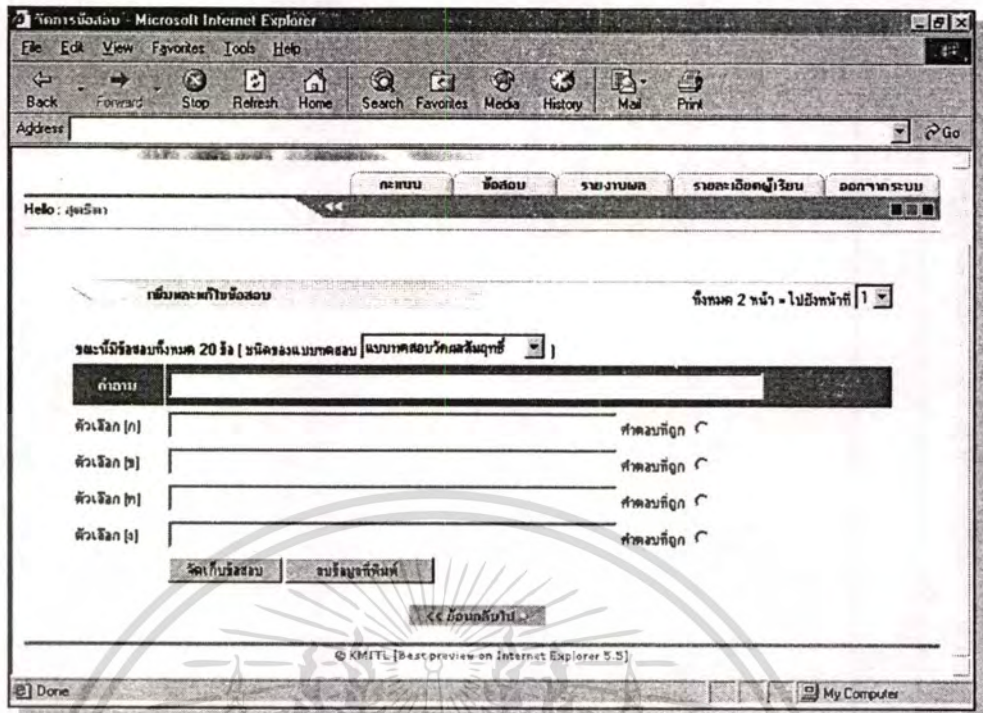 จัดการข้อสอบ - Microsoft Internet Explorer
File Edit View Favorites Tools Help
Back Forward Stop Refresh Home Search Favorites Media History Mail Print
Address Go
คะแนน ข้อสอบ รายงานผล รายละเอียดผู้เรียน ออกจากระบบ
Hello : สุตรีตา <<
เพิ่มและแก้ไขข้อสอบ ทั้งหมด 2 หน้า = ไปยังหน้าที่ 1
ขณะนี้มีข้อสอบทั้งหมด 20 ข้อ [ ชนิดของแบบทดสอบ แบบทดสอบวัดผลสัมฤทธิ์ ]
คำถาม
ตัวเลือก [ก] คำตอบที่ถูก
ตัวเลือก [ข] คำตอบที่ถูก
ตัวเลือก [ค] คำตอบที่ถูก
ตัวเลือก [ง] คำตอบที่ถูก
จัดเก็บข้อสอบ ลบข้อมูลที่พิมพ์
<< ย้อนกลับไป
© KMITL [Best preview on Internet Explorer 5.5]
Done My Computer